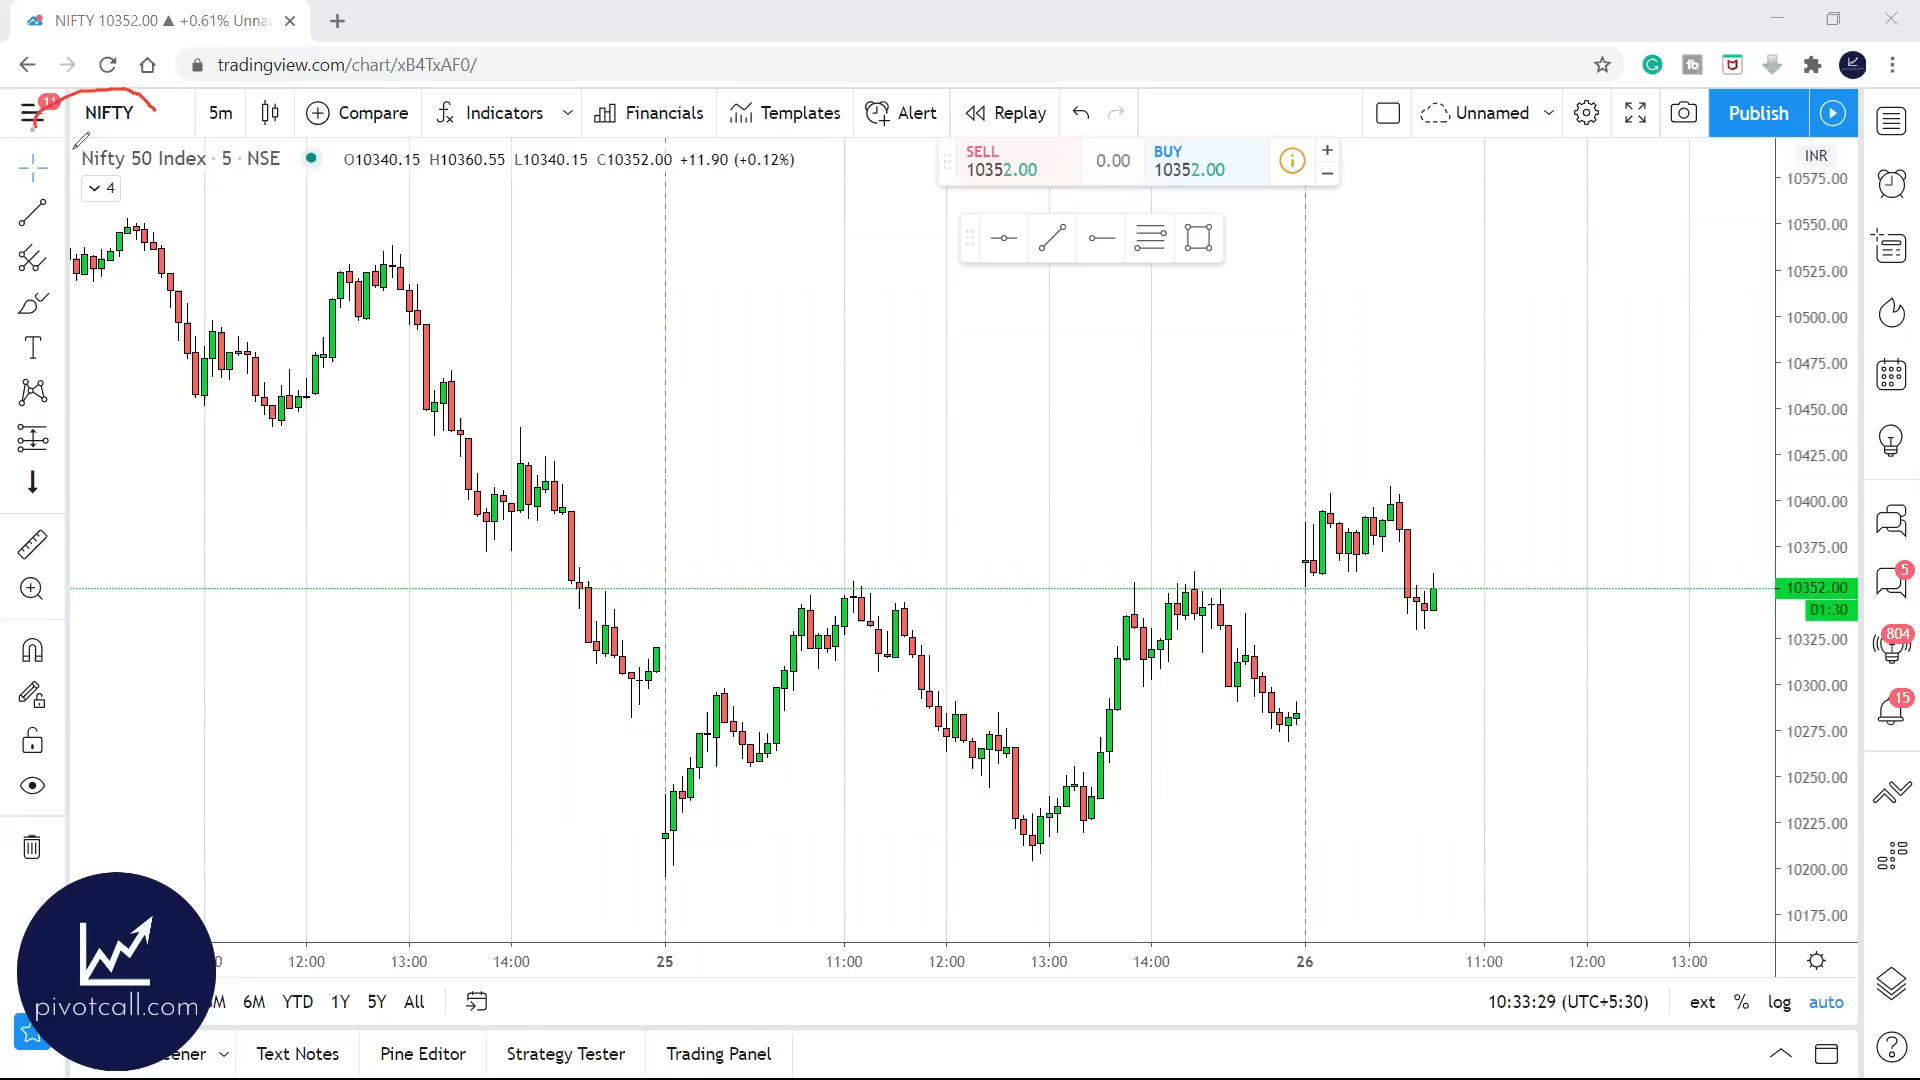 NIFTY 10352.00 ▲ +0.61% Unna
tradingview.com/chart/xB4TxAF0/
11
NIFTY 5m Compare Indicators Financials Templates Alert Replay Unnamed Publish
Nifty 50 Index · 5 · NSE O10340.15 H10360.55 L10340.15 C10352.00 +11.90 (+0.12%)
SELL 10352.00 0.00 BUY 10352.00
4
INR
10575.00
10550.00
10525.00
10500.00
10475.00
10450.00
10425.00
10400.00
10375.00
10352.00
01:30
10325.00
10300.00
10275.00
10250.00
10225.00
10200.00
10175.00
5
804
15
0 12:00 13:00 14:00 25 11:00 12:00 13:00 14:00 26 11:00 12:00 13:00
M 6M YTD 1Y 5Y All 10:33:29 (UTC+5:30) ext % log auto
pivotcall.com
ener Text Notes Pine Editor Strategy Tester Trading Panel